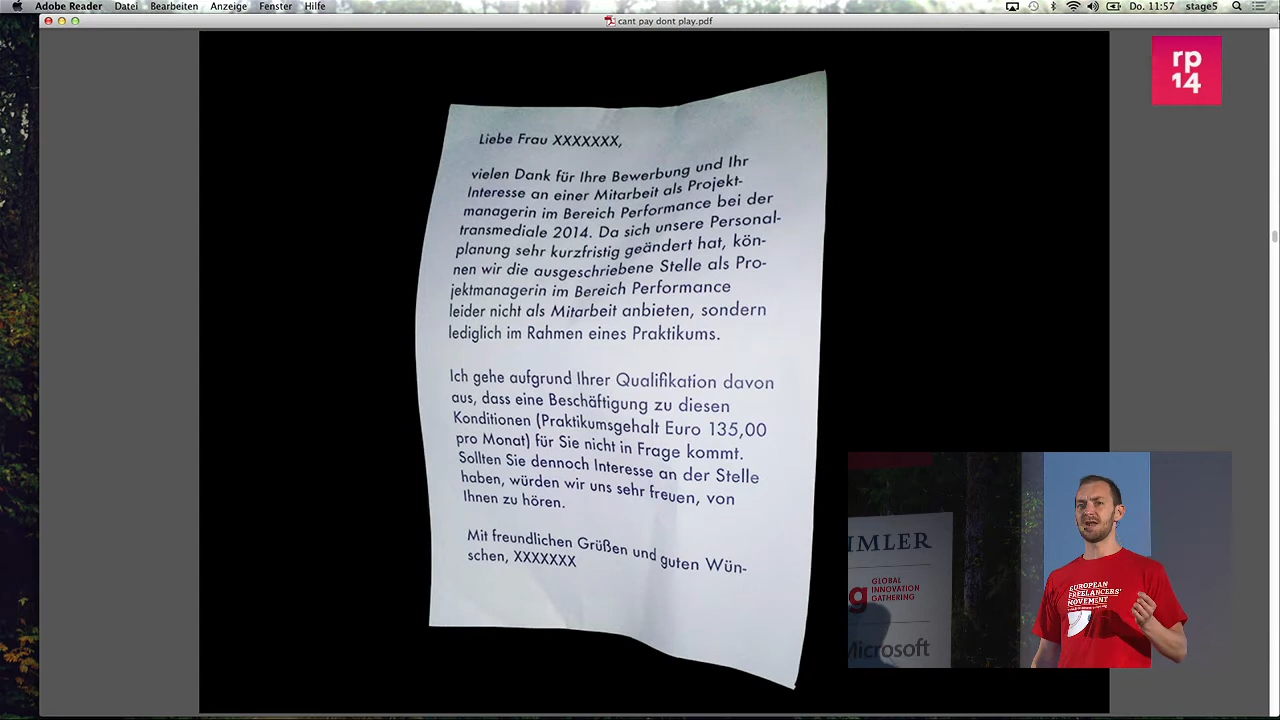 Adobe Reader Datei Bearbeiten Anzeige Fenster Hilfe Do. 11:57 stage5
cant pay dont play.pdf
rp
14
Liebe Frau XXXXXXX,
vielen Dank für Ihre Bewerbung und Ihr
Interesse an einer Mitarbeit als Projekt-
managerin im Bereich Performance bei der
transmediale 2014. Da sich unsere Personal-
planung sehr kurzfristig geändert hat, kön-
nen wir die ausgeschriebene Stelle als Pro-
jektmanagerin im Bereich Performance
leider nicht als Mitarbeit anbieten, sondern
lediglich im Rahmen eines Praktikums.
Ich gehe aufgrund Ihrer Qualifikation davon
aus, dass eine Beschäftigung zu diesen
Konditionen (Praktikumsgehalt Euro 135,00
pro Monat) für Sie nicht in Frage kommt.
Sollten Sie dennoch Interesse an der Stelle
haben, würden wir uns sehr freuen, von
Ihnen zu hören.
Mit freundlichen Grüßen und guten Wün-
schen, XXXXXXX
IMLER
g GLOBAL
INNOVATION
GATHERING
Microsoft
EUROPEAN
FREELANCERS'
MOVEMENT